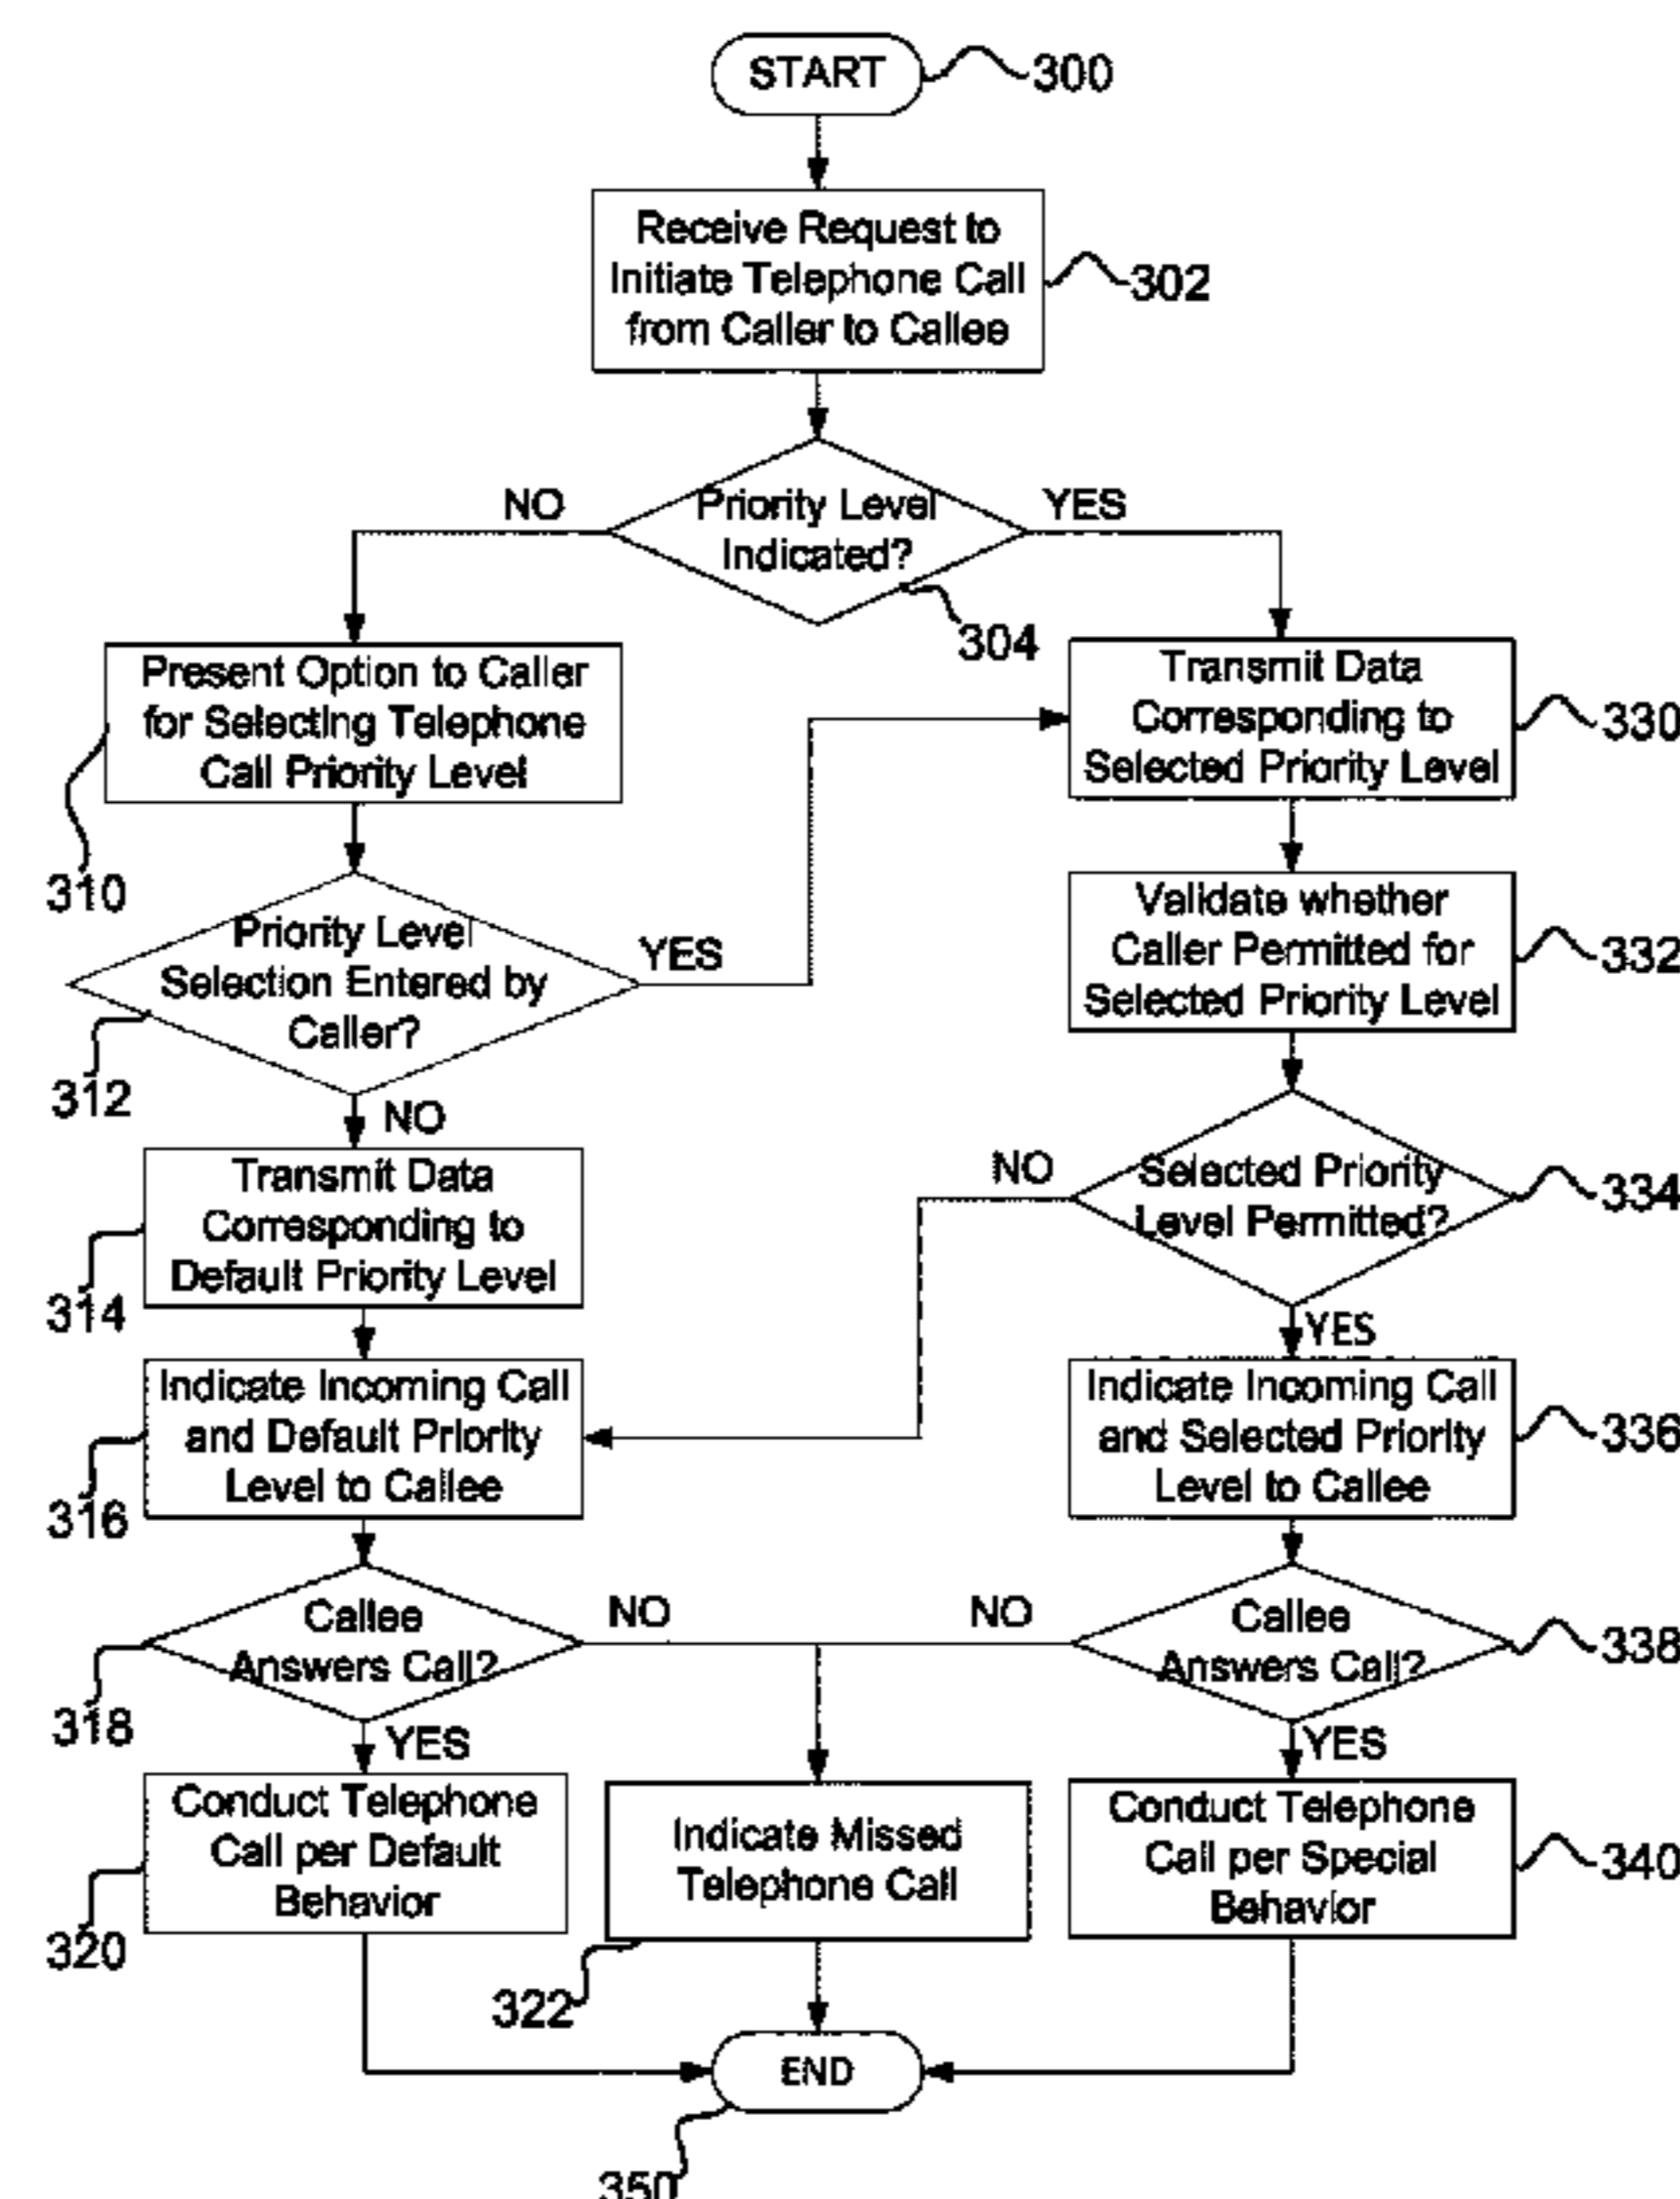 START
300
Receive Request to
Initiate Telephone Call
from Caller to Callee
302
NO
Priority Level
Indicated?
YES
304
Present Option to Caller
for Selecting Telephone
Call Priority Level
310
Transmit Data
Corresponding to
Selected Priority Level
330
Priority Level
Selection Entered by
Caller?
YES
312
NO
Validate whether
Caller Permitted for
Selected Priority Level
332
Transmit Data
Corresponding to
Default Priority Level
314
NO
Selected Priority
Level Permitted?
334
YES
Indicate Incoming Call
and Default Priority
Level to Callee
316
Indicate Incoming Call
and Selected Priority
Level to Callee
336
Callee
Answers Call?
NO
318
YES
NO
Callee
Answers Call?
338
YES
Conduct Telephone
Call per Default
Behavior
320
Indicate Missed
Telephone Call
322
Conduct Telephone
Call per Special
Behavior
340
END
350